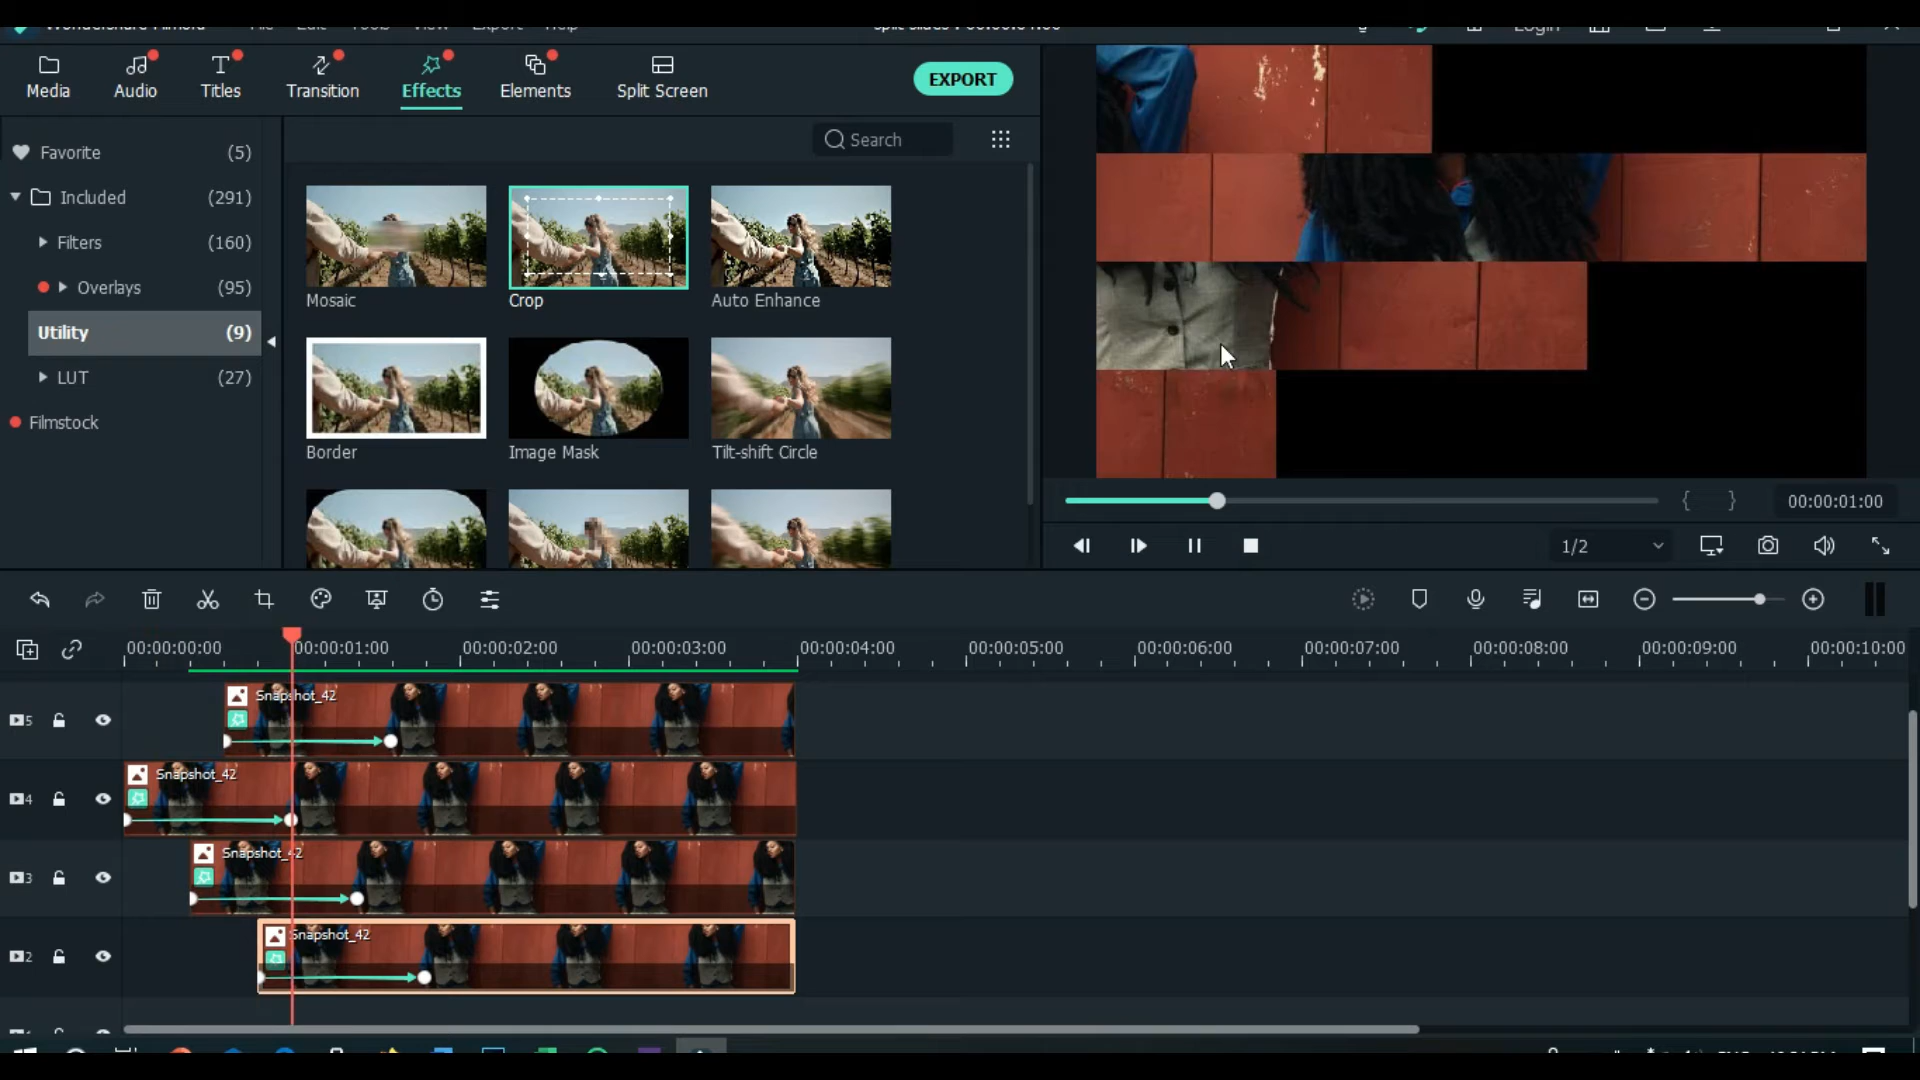 Wondershare Filmora File Edit Tools View Export Help
Login
Media
Audio
Titles
Transition
Effects
Elements
Split Screen
EXPORT
Favorite (5)
Included (291)
Filters (160)
Overlays (95)
Utility (9)
LUT (27)
Filmstock
Search
Mosaic
Crop
Auto Enhance
Border
Image Mask
Tilt-shift Circle
{ }
00:00:01:00
1/2
00:00:00:00
00:00:01:00
00:00:02:00
00:00:03:00
00:00:04:00
00:00:05:00
00:00:06:00
00:00:07:00
00:00:08:00
00:00:09:00
00:00:10:00
5
Snapshot_42
4
Snapshot_42
3
Snapshot_42
2
Snapshot_42